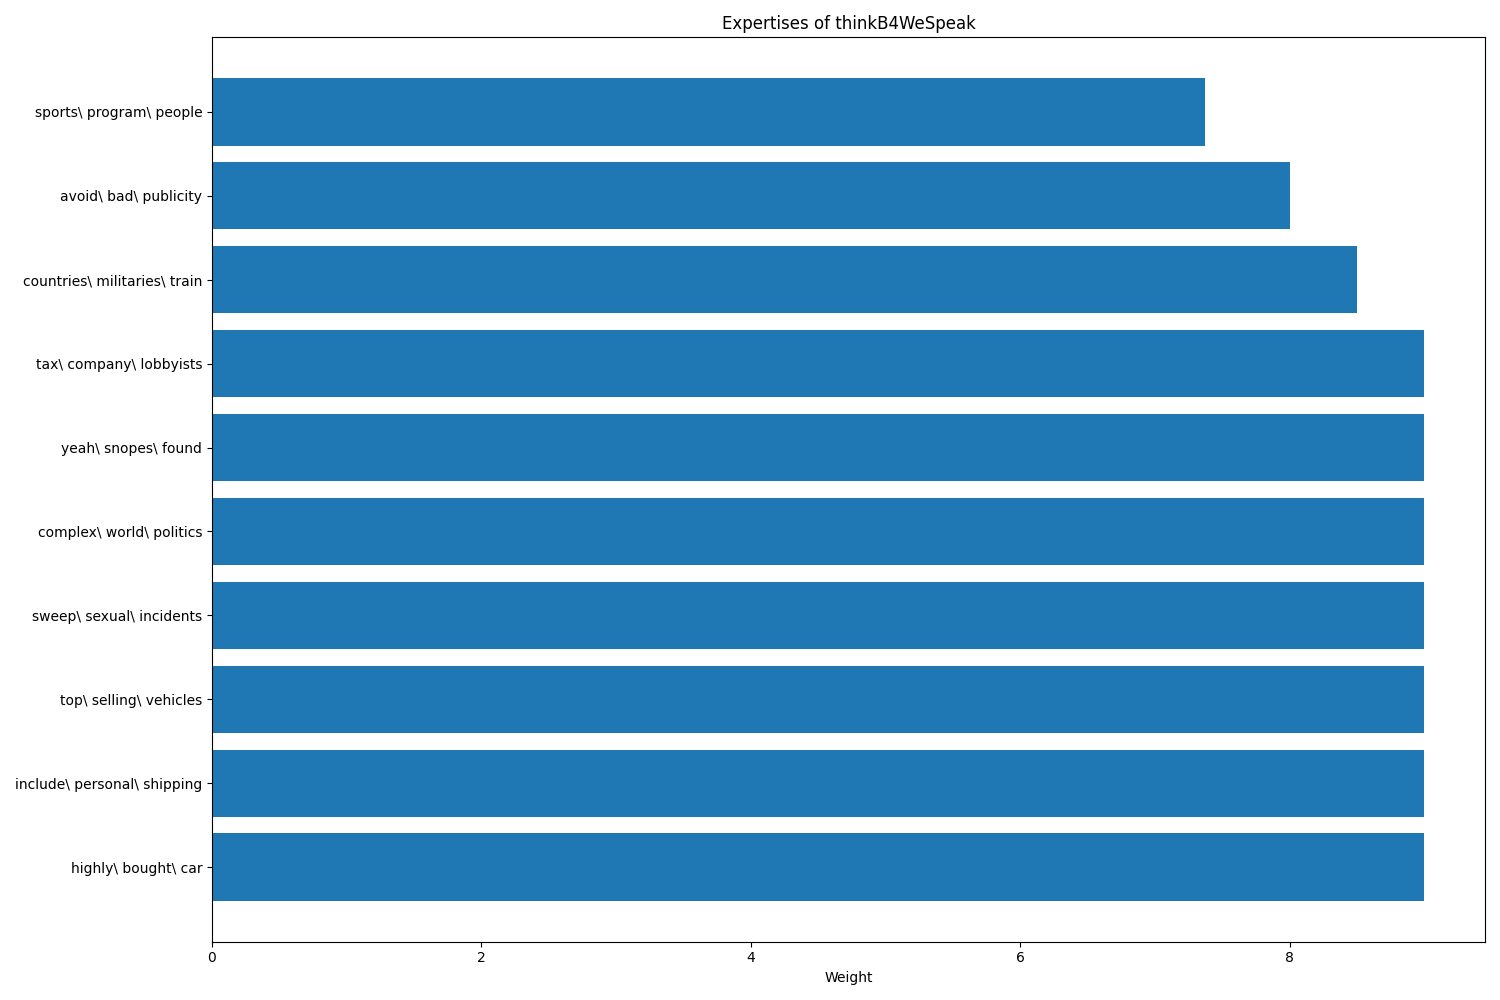 Expertises of thinkB4WeSpeak
sports\ program\ people
avoid\ bad\ publicity
countries\ militaries\ train
tax\ company\ lobbyists
yeah\ snopes\ found
complex\ world\ politics
sweep\ sexual\ incidents
top\ selling\ vehicles
include\ personal\ shipping
highly\ bought\ car
0 2 4 6 8
Weight